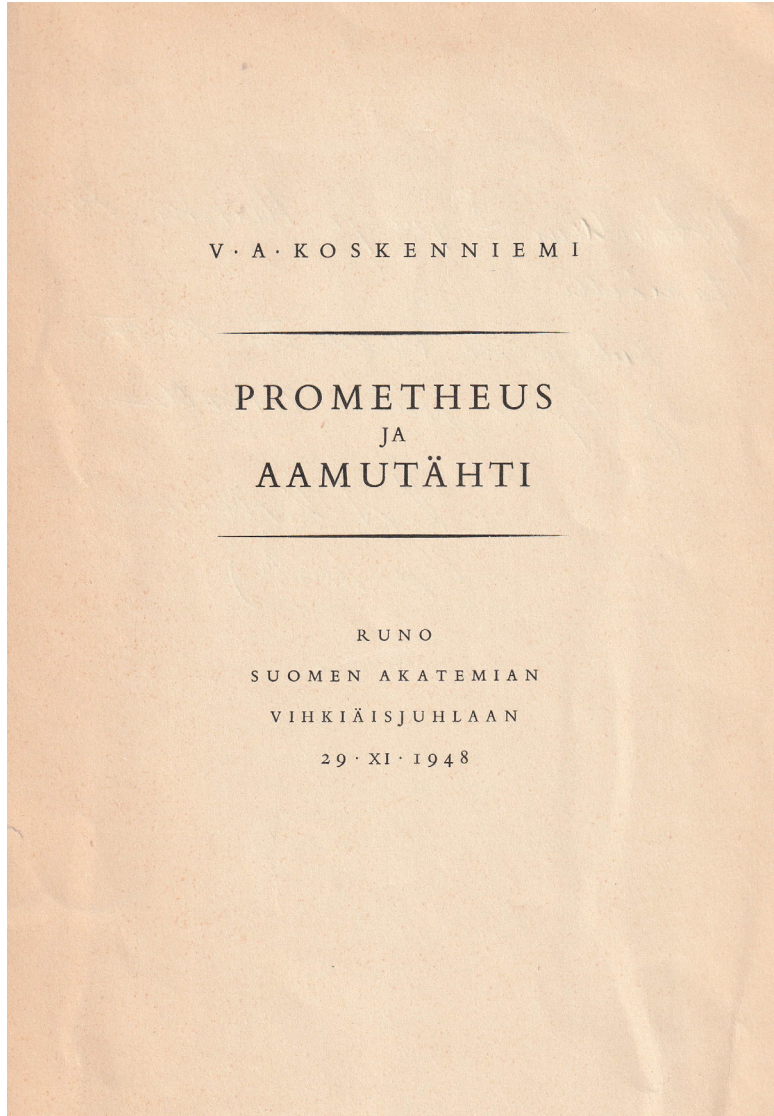 V · A · KOSKENNIEMI
PROMETHEUS
JA
AAMUTÄHTI
RUNO
SUOMEN AKATEMIAN
VIHKIÄISJUHLAAN
29 · XI · 1948